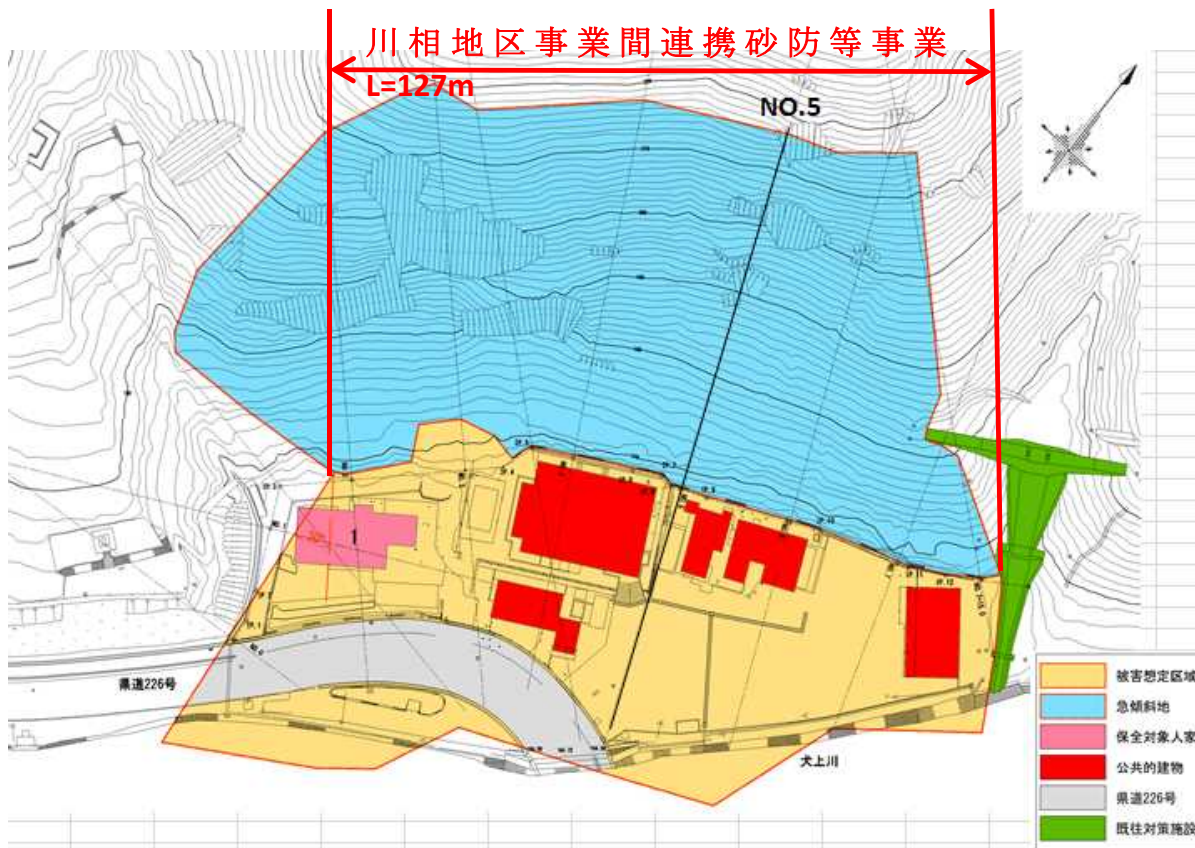 川相地区事業間連携砂防等事業
L=127m
NO.5
1
県道226号
犬上川
被害想定区域
急傾斜地
保全対象人家
公共的建物
県道226号
既往対策施設